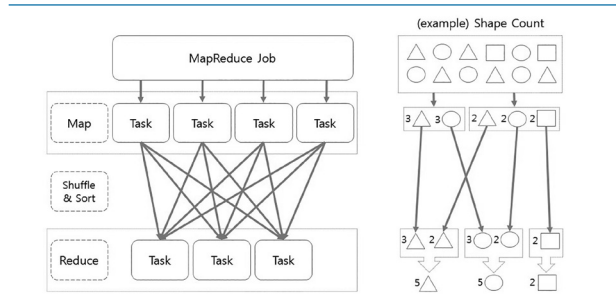 (example) Shape Count
MapReduce Job
Map
Task
Task
Task
Task
Shuffle
& Sort
Reduce
Task
Task
Task
3
3
2
2
2
3
2
3
2
2
5
5
2